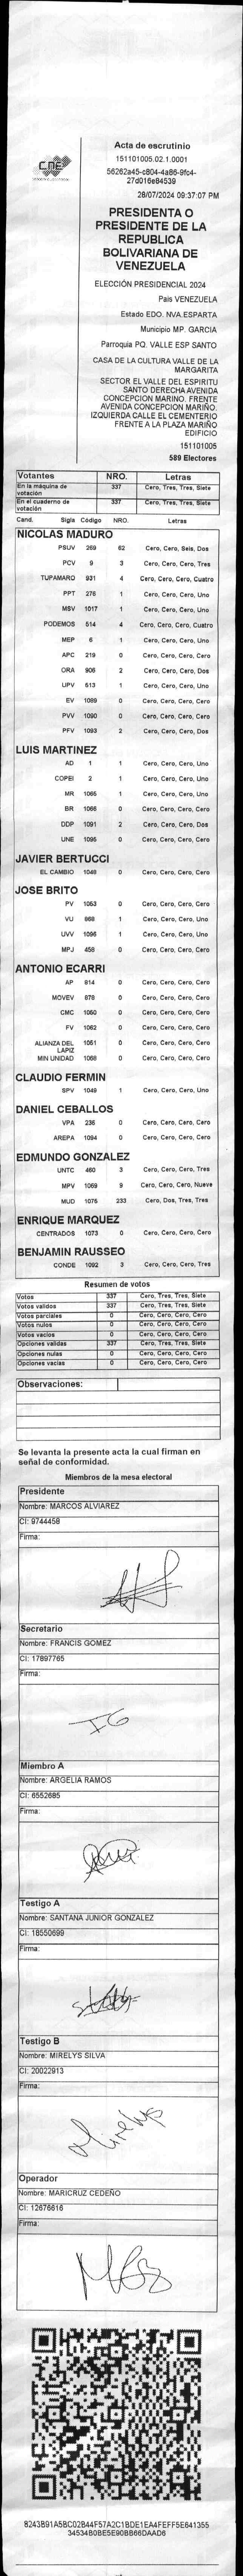 CNE
Acta de escrutinio
151101005.02.1.0001
56262a45-c804-4a86-9fc4-
27d016e84539
28/07/2024 09:37:07 PM
PRESIDENTA O
PRESIDENTE DE LA
REPUBLICA
BOLIVARIANA DE
VENEZUELA
ELECCIÓN PRESIDENCIAL 2024
Pais VENEZUELA
Estado EDO. NVA.ESPARTA
Municipio MP. GARCIA
Parroquia PQ. VALLE ESP SANTO
CASA DE LA CULTURA VALLE DE LA
MARGARITA
SECTOR EL VALLE DEL ESPIRITU
SANTO DERECHA AVENIDA
CONCEPCION MARINO. FRENTE
AVENIDA CONCEPCION MARIÑO.
IZQUIERDA CALLE EL CEMENTERIO
FRENTE A LA PLAZA MARIÑO
EDIFICIO
151101005
589 Electores
Votantes NRO. Letras
En la máquina de votación 337 Cero, Tres, Tres, Siete
En el cuaderno de votación 337 Cero, Tres, Tres, Siete
Cand. Sigla Código NRO. Letras
NICOLAS MADURO
PSUV 269 62 Cero, Cero, Seis, Dos
PCV 9 3 Cero, Cero, Cero, Tres
TUPAMARO 931 4 Cero, Cero, Cero, Cuatro
PPT 278 1 Cero, Cero, Cero, Uno
MSV 1017 1 Cero, Cero, Cero, Uno
PODEMOS 514 4 Cero, Cero, Cero, Cuatro
MEP 6 1 Cero, Cero, Cero, Uno
APC 219 0 Cero, Cero, Cero, Cero
ORA 906 2 Cero, Cero, Cero, Dos
UPV 513 1 Cero, Cero, Cero, Uno
EV 1089 0 Cero, Cero, Cero, Cero
PVV 1090 0 Cero, Cero, Cero, Cero
PFV 1093 2 Cero, Cero, Cero, Dos
LUIS MARTINEZ
AD 1 1 Cero, Cero, Cero, Uno
COPEI 2 1 Cero, Cero, Cero, Uno
MR 1065 1 Cero, Cero, Cero, Uno
BR 1066 0 Cero, Cero, Cero, Cero
DDP 1091 2 Cero, Cero, Cero, Dos
UNE 1095 0 Cero, Cero, Cero, Cero
JAVIER BERTUCCI
EL CAMBIO 1048 0 Cero, Cero, Cero, Cero
JOSE BRITO
PV 1053 0 Cero, Cero, Cero, Cero
VU 868 1 Cero, Cero, Cero, Uno
UVV 1096 1 Cero, Cero, Cero, Uno
MPJ 458 0 Cero, Cero, Cero, Cero
ANTONIO ECARRI
AP 814 0 Cero, Cero, Cero, Cero
MOVEV 878 0 Cero, Cero, Cero, Cero
CMC 1050 0 Cero, Cero, Cero, Cero
FV 1062 0 Cero, Cero, Cero, Cero
ALIANZA DEL LAPIZ 1051 0 Cero, Cero, Cero, Cero
MIN UNIDAD 1068 0 Cero, Cero, Cero, Cero
CLAUDIO FERMIN
SPV 1049 1 Cero, Cero, Cero, Uno
DANIEL CEBALLOS
VPA 235 0 Cero, Cero, Cero, Cero
AREPA 1094 0 Cero, Cero, Cero, Cero
EDMUNDO GONZALEZ
UNTC 460 3 Cero, Cero, Cero, Tres
MPV 1069 9 Cero, Cero, Cero, Nueve
MUD 1075 233 Cero, Dos, Tres, Tres
ENRIQUE MARQUEZ
CENTRADOS 1073 0 Cero, Cero, Cero, Cero
BENJAMIN RAUSSEO
CONDE 1092 3 Cero, Cero, Cero, Tres
Resumen de votos
Votos 337 Cero, Tres, Tres, Siete
Votos validos 337 Cero, Tres, Tres, Siete
Votos parciales 0 Cero, Cero, Cero, Cero
Votos nulos 0 Cero, Cero, Cero, Cero
Votos vacios 0 Cero, Cero, Cero, Cero
Opciones validas 337 Cero, Tres, Tres, Siete
Opciones nulas 0 Cero, Cero, Cero, Cero
Opciones vacias 0 Cero, Cero, Cero, Cero
Observaciones:
Se levanta la presente acta la cual firman en
señal de conformidad.
Miembros de la mesa electoral
Presidente
Nombre: MARCOS ALVIAREZ
CI: 9744458
Firma:
Secretario
Nombre: FRANCIS GOMEZ
CI: 17897765
Firma:
Miembro A
Nombre: ARGELIA RAMOS
CI: 6552685
Firma:
Testigo A
Nombre: SANTANA JUNIOR GONZALEZ
CI: 18550699
Firma:
Testigo B
Nombre: MIRELYS SILVA
CI: 20022913
Firma:
Mirelys
Operador
Nombre: MARICRUZ CEDEÑO
CI: 12676616
Firma:
8243B91A5BC02B44F57A2C1BDE1EA4FEFF5E641355
34534B0BE5E90BB66DAAD6